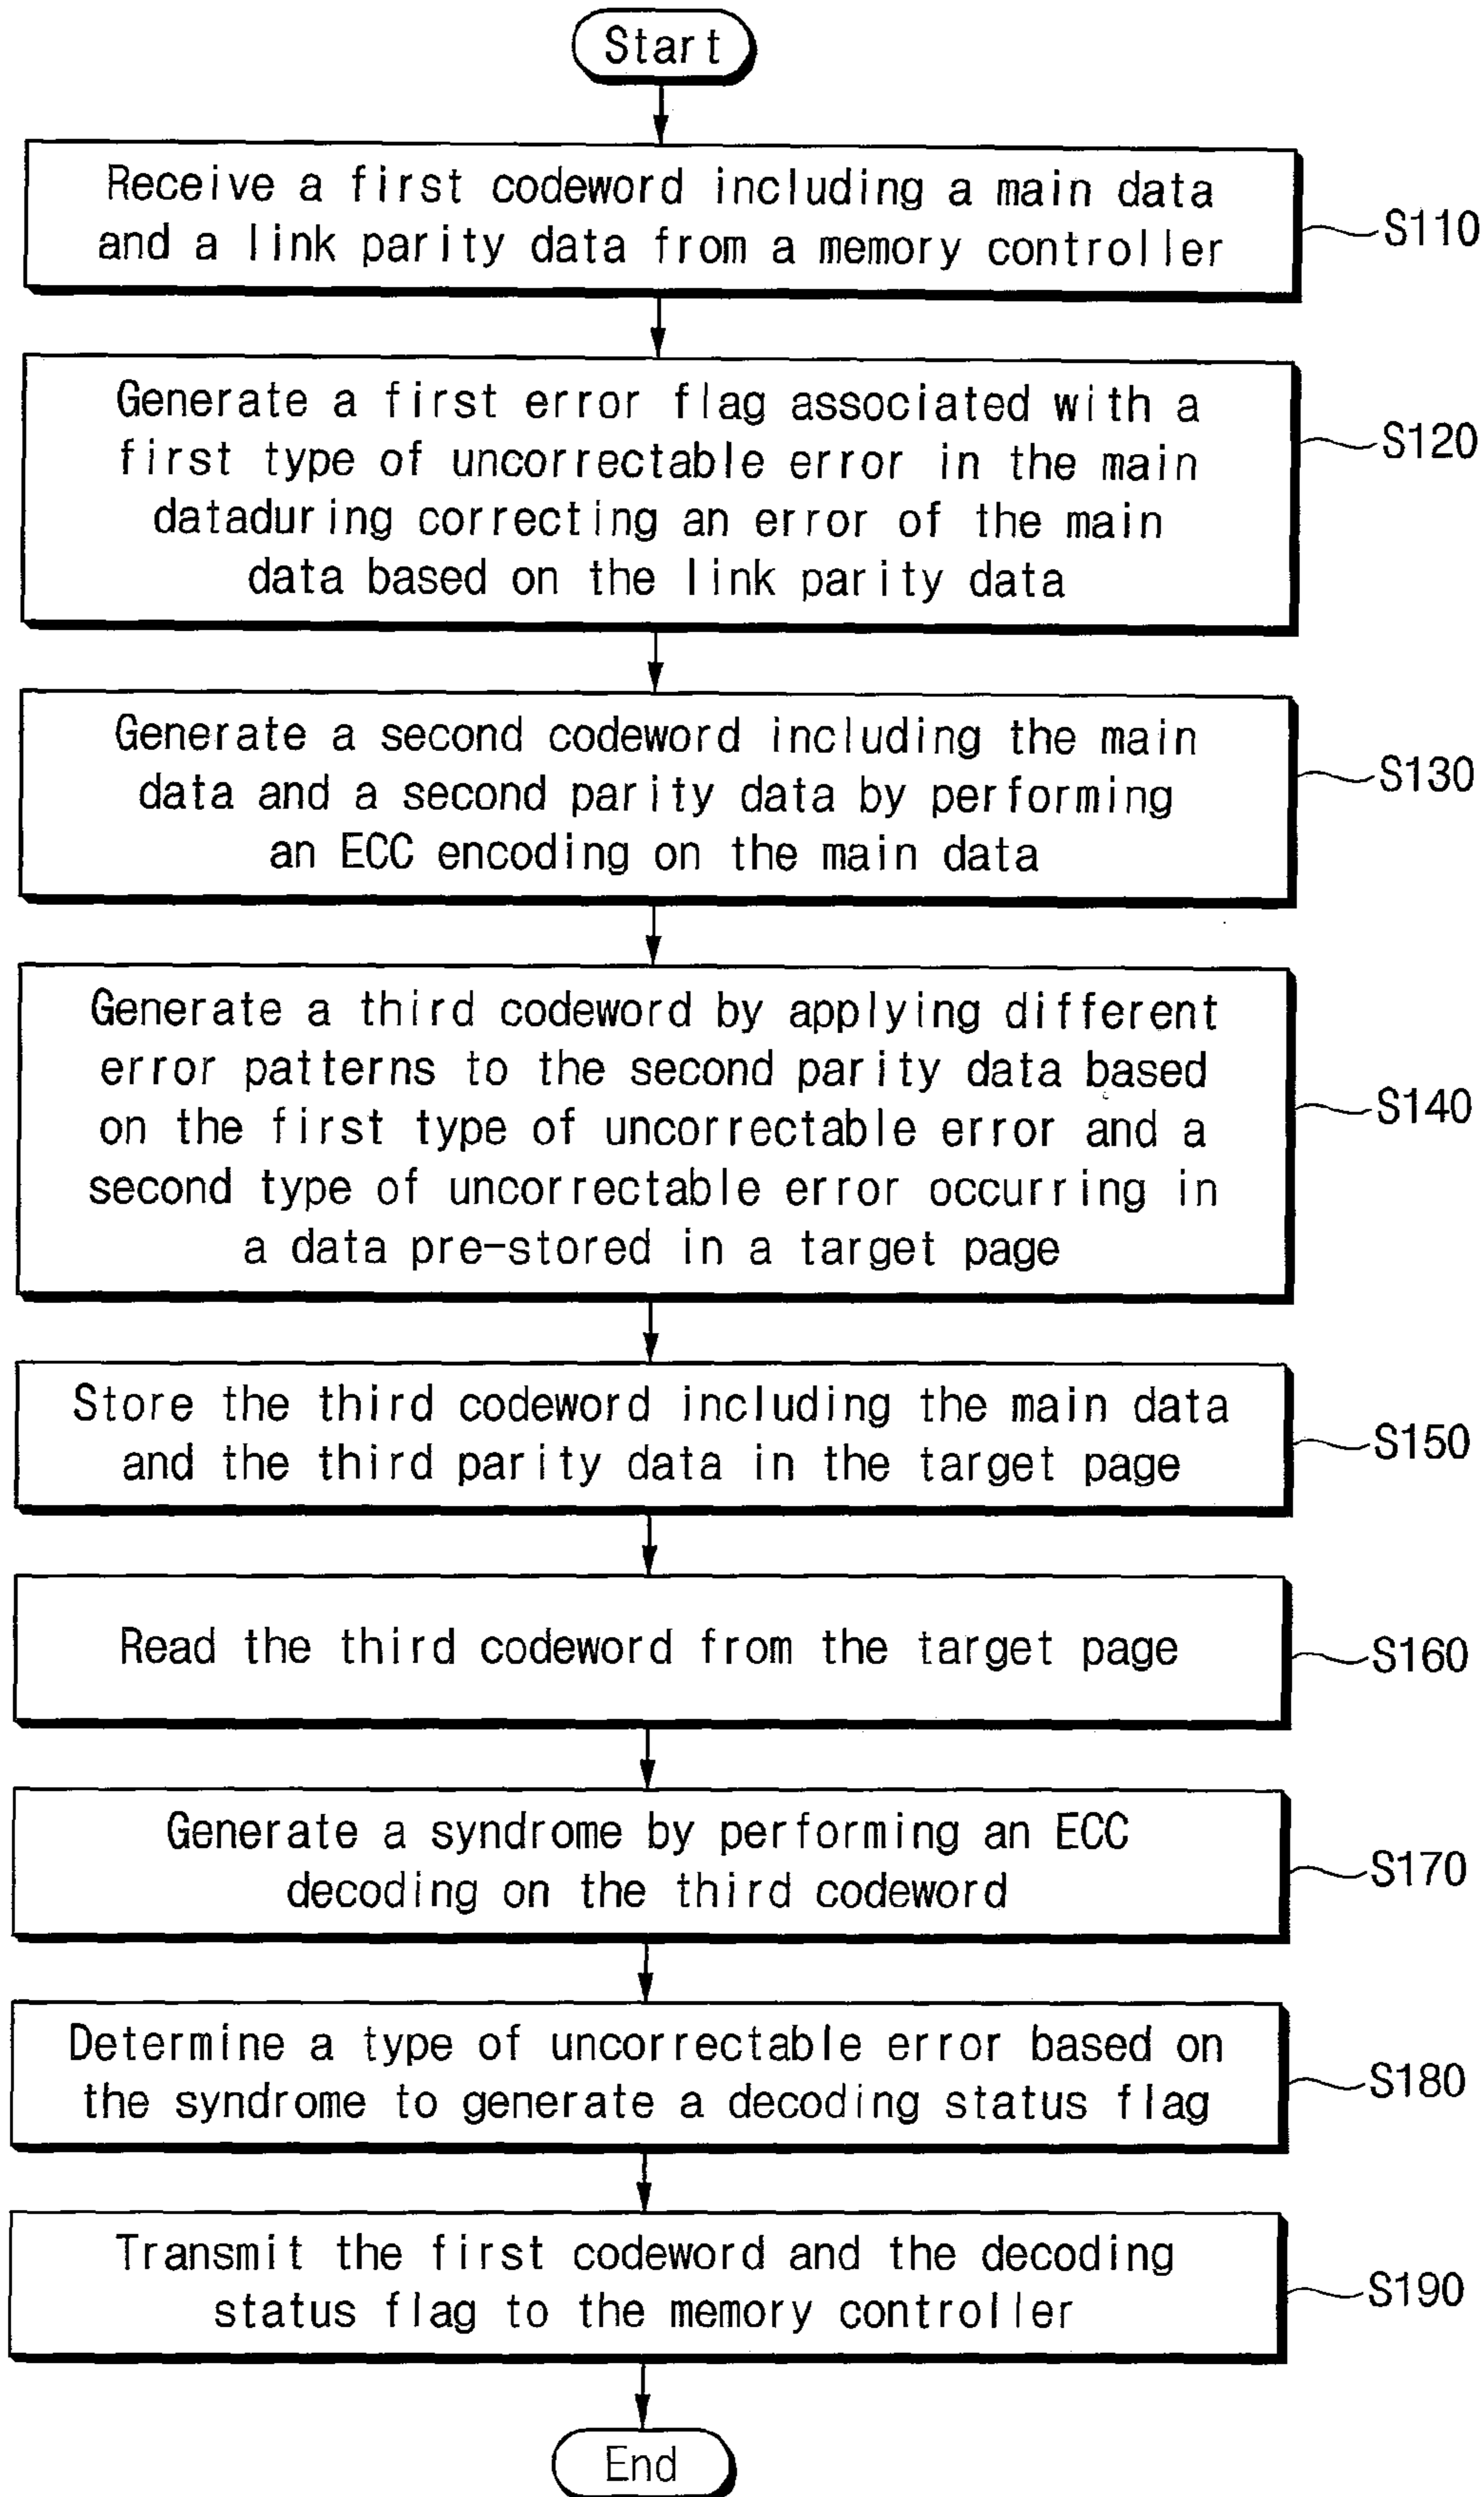 Start
Receive a first codeword including a main data
and a link parity data from a memory controller
S110
Generate a first error flag associated with a
first type of uncorrectable error in the main
dataduring correcting an error of the main
data based on the link parity data
S120
Generate a second codeword including the main
data and a second parity data by performing
an ECC encoding on the main data
S130
Generate a third codeword by applying different
error patterns to the second parity data based
on the first type of uncorrectable error and a
second type of uncorrectable error occurring in
a data pre-stored in a target page
S140
Store the third codeword including the main data
and the third parity data in the target page
S150
Read the third codeword from the target page
S160
Generate a syndrome by performing an ECC
decoding on the third codeword
S170
Determine a type of uncorrectable error based on
the syndrome to generate a decoding status flag
S180
Transmit the first codeword and the decoding
status flag to the memory controller
S190
End